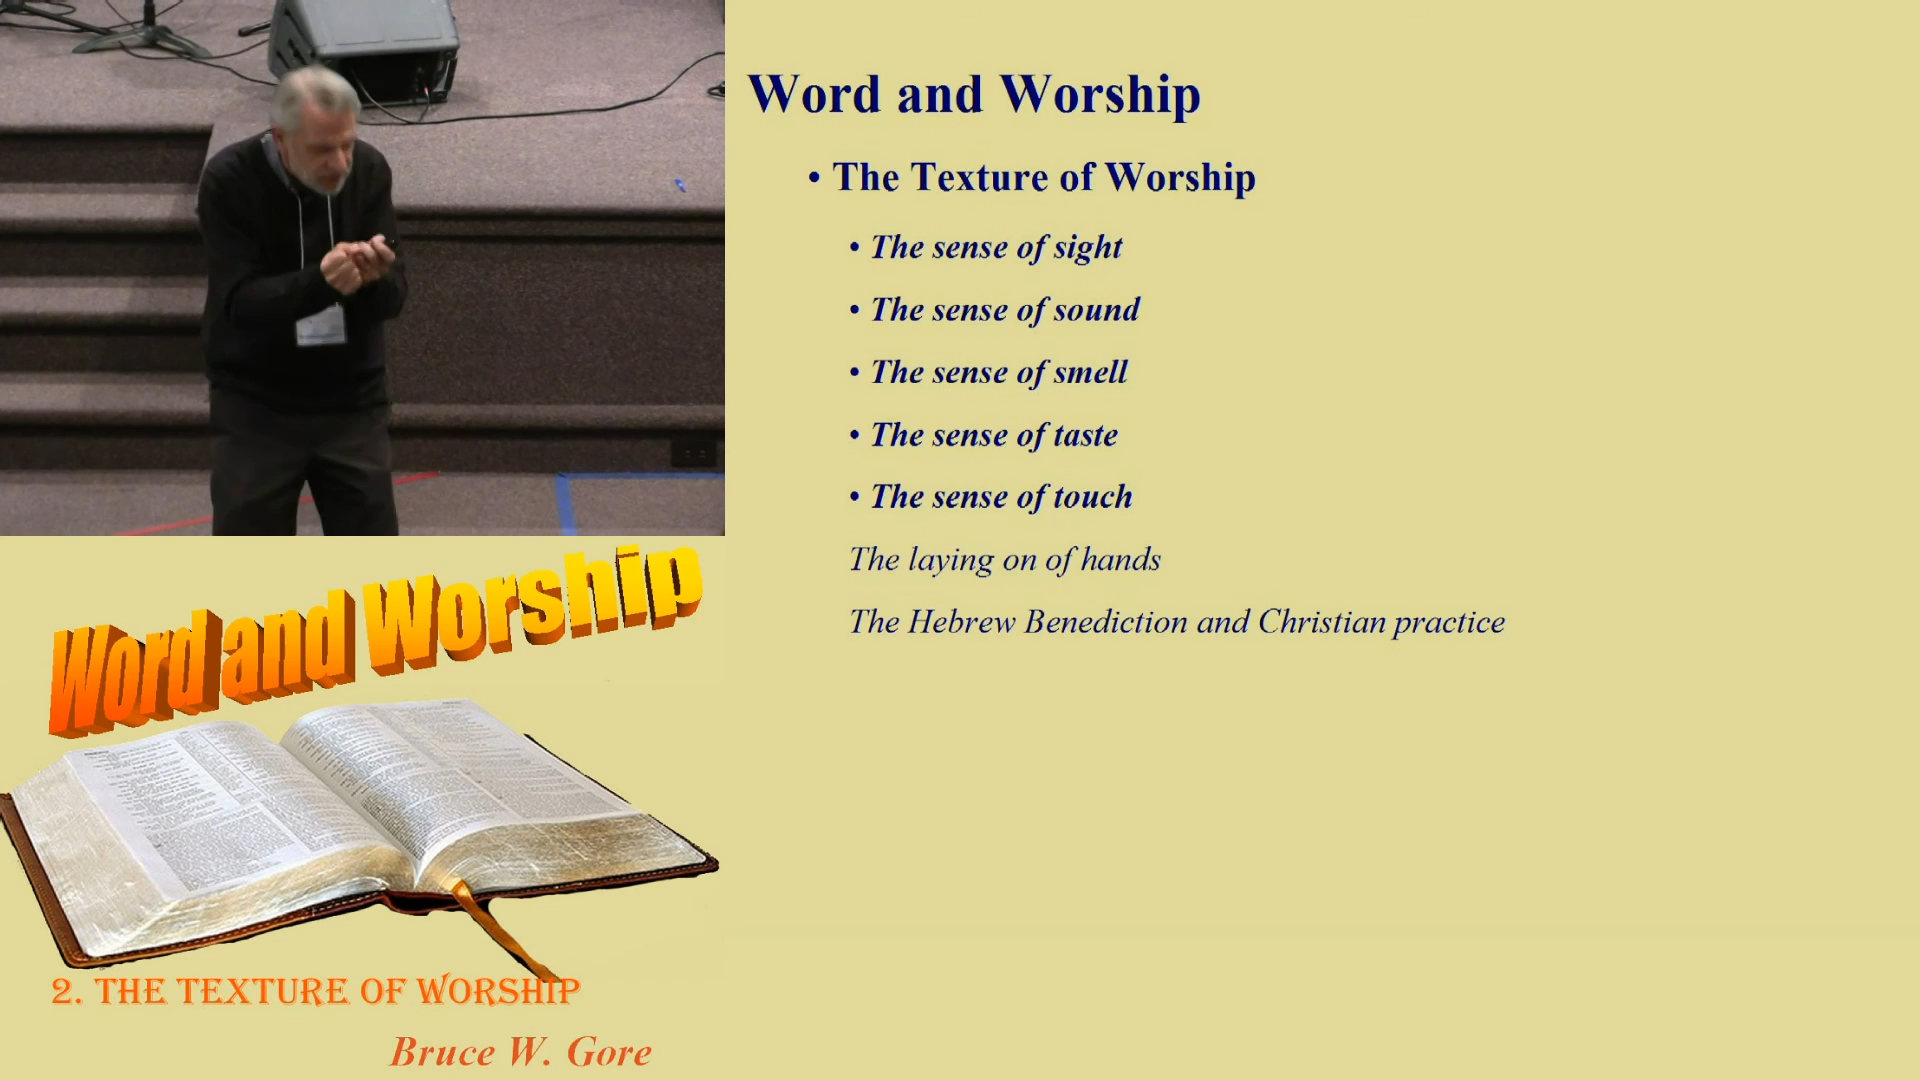 Word and Worship
• The Texture of Worship
• The sense of sight
• The sense of sound
• The sense of smell
• The sense of taste
• The sense of touch
The laying on of hands
The Hebrew Benediction and Christian practice
Word and Worship
2. THE TEXTURE OF WORSHIP
Bruce W. Gore